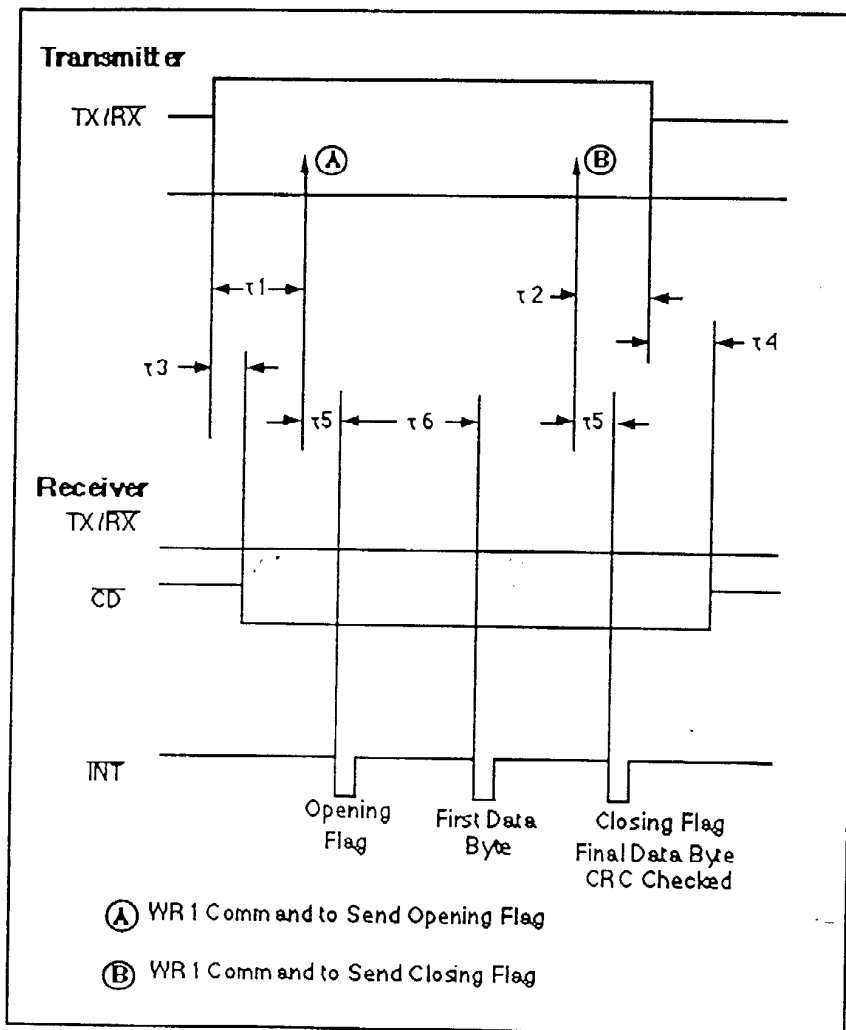 Transmitter
TX/RX
A
B
τ1
τ2
τ3
τ4
τ5
τ6
τ5
Receiver
TX/RX
CD
INT
Opening
Flag
First Data
Byte
Closing Flag
Final Data Byte
CRC Checked
A WR1 Command to Send Opening Flag
B WR1 Command to Send Closing Flag